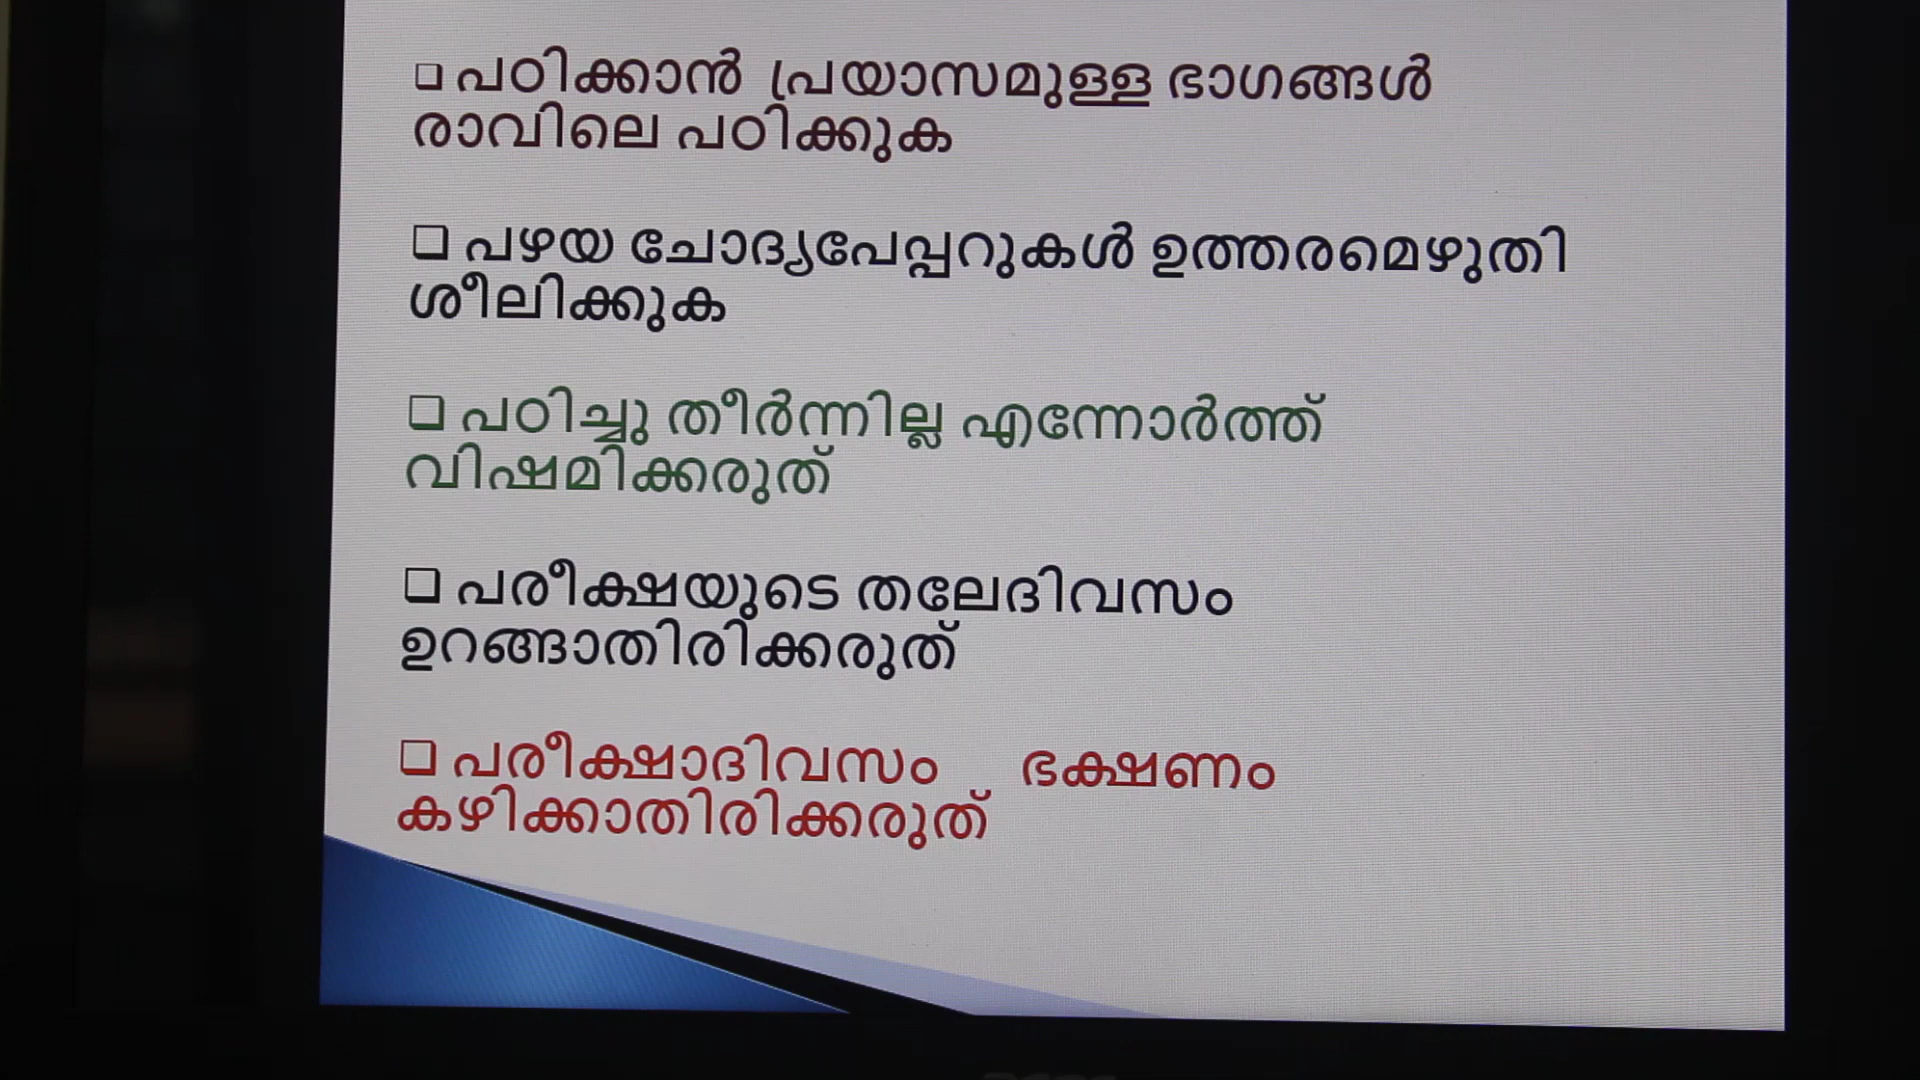 ❑ പഠിക്കാൻ പ്രയാസമുള്ള ഭാഗങ്ങൾ
രാവിലെ പഠിക്കുക
❑ പഴയ ചോദ്യപേപ്പറുകൾ ഉത്തരമെഴുതി
ശീലിക്കുക
❑ പഠിച്ചു തീർന്നില്ല എന്നോർത്ത്
വിഷമിക്കരുത്
❑ പരീക്ഷയുടെ തലേദിവസം
ഉറങ്ങാതിരിക്കരുത്
❑ പരീക്ഷാദിവസം ഭക്ഷണം
കഴിക്കാതിരിക്കരുത്